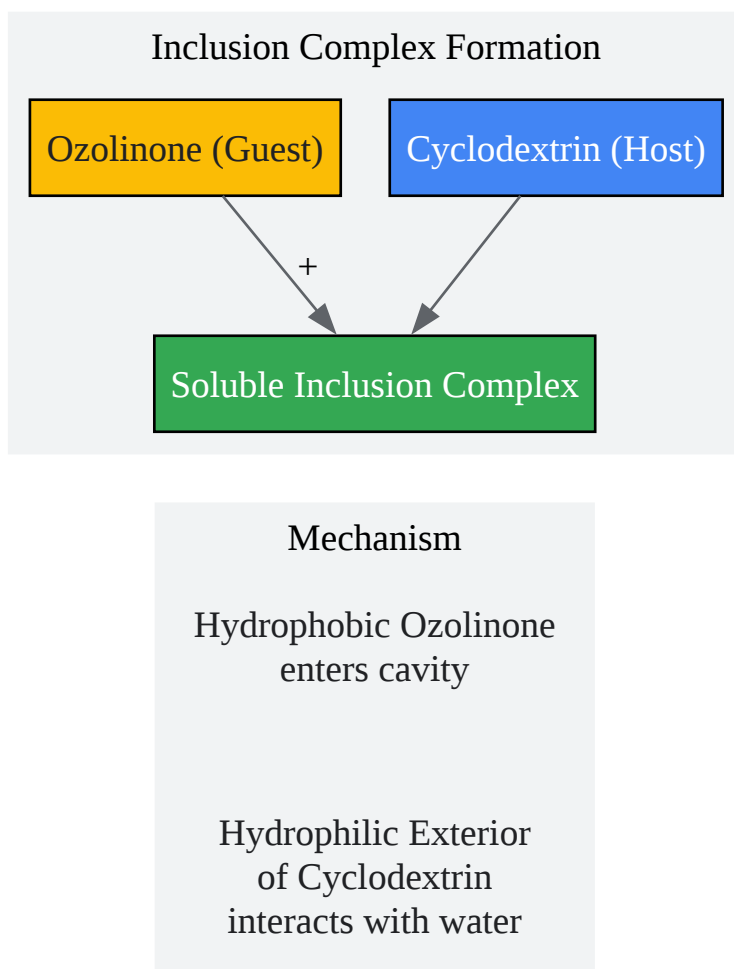 Inclusion Complex Formation
Ozolinone (Guest)
Cyclodextrin (Host)
+
Soluble Inclusion Complex
Mechanism
Hydrophobic Ozolinone
enters cavity
Hydrophilic Exterior
of Cyclodextrin
interacts with water